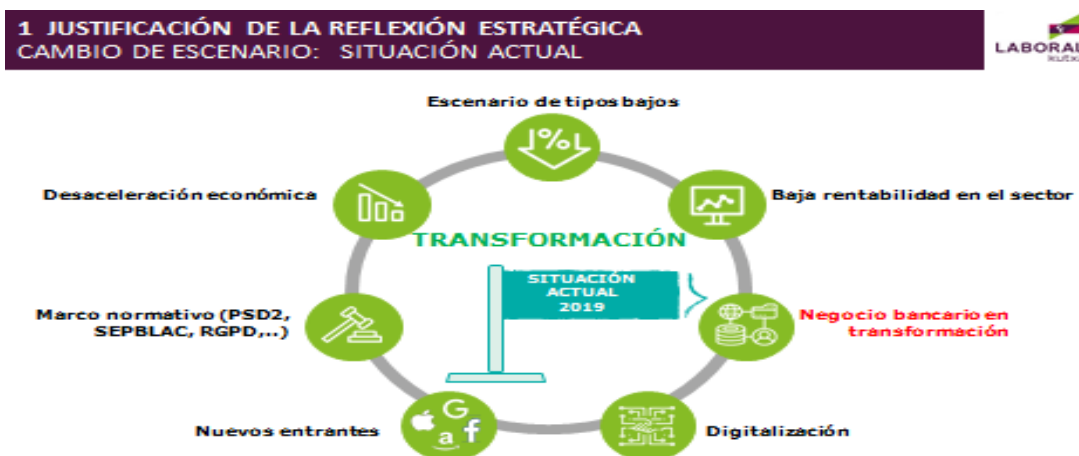 1 JUSTIFICACIÓN DE LA REFLEXIÓN ESTRATÉGICA
CAMBIO DE ESCENARIO: SITUACIÓN ACTUAL
LABORAL
kutxa
Escenario de tipos bajos
%
Desaceleración económica
Baja rentabilidad en el sector
TRANSFORMACIÓN
SITUACIÓN
ACTUAL
2019
Marco normativo (PSD2,
SEPBLAC, RGPD,..)
Negocio bancario en
transformación
G
a f
Nuevos entrantes
Digitalización